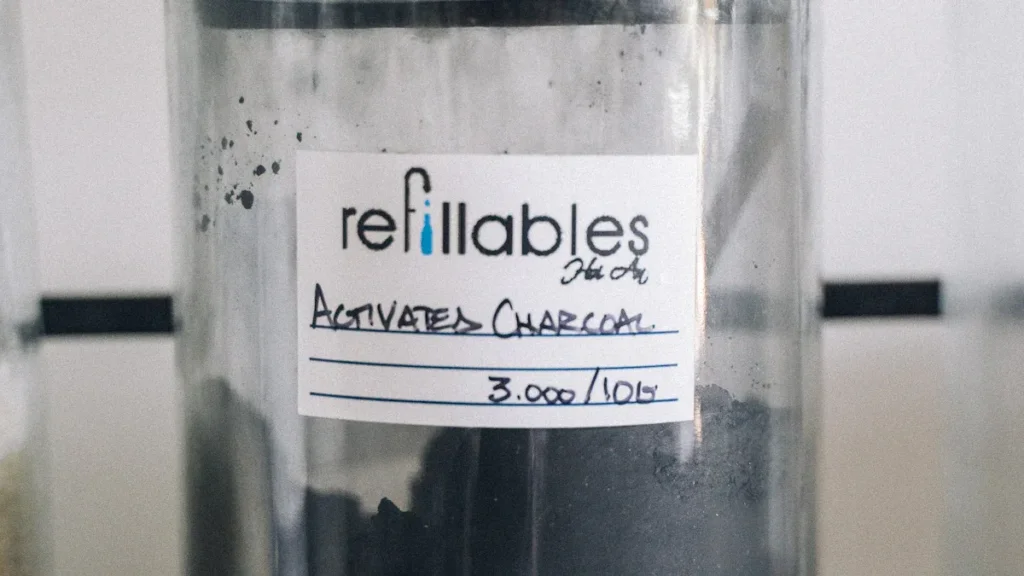 refillables
Hoi An
ACTIVATED CHARCOAL
3.000/10G